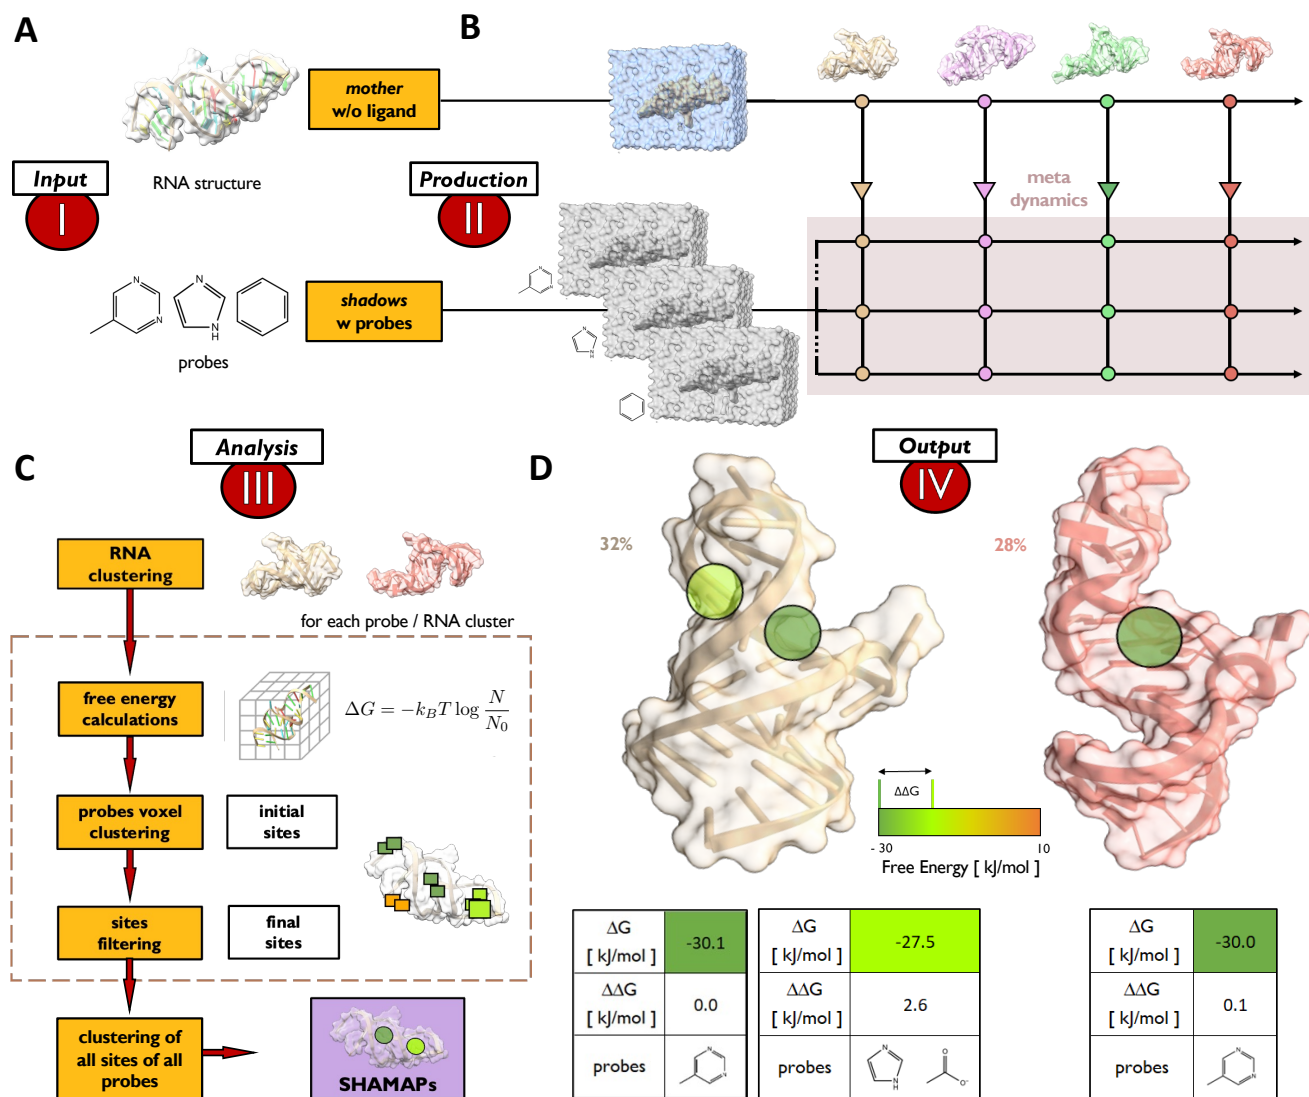 A
B
mother
w/o ligand
Input
I
RNA structure
Production
II
meta
dynamics
N
N
N
N
H
probes
shadows
w probes
N
N
N
N
H
C
Analysis
III
D
Output
IV
RNA
clustering
for each probe / RNA cluster
free energy
calculations
ΔG = −k_B T log N/N_0
probes voxel
clustering
initial
sites
sites
filtering
final
sites
clustering of
all sites of all
probes
SHAMAPs
32%
28%
ΔΔG
- 30
10
Free Energy [ kJ/mol ]
ΔG
[ kJ/mol ]
-30.1
ΔΔG
[ kJ/mol ]
0.0
probes
N
N
ΔG
[ kJ/mol ]
-27.5
ΔΔG
[ kJ/mol ]
2.6
probes
N
N
H
O
O-
ΔG
[ kJ/mol ]
-30.0
ΔΔG
[ kJ/mol ]
0.1
probes
N
N